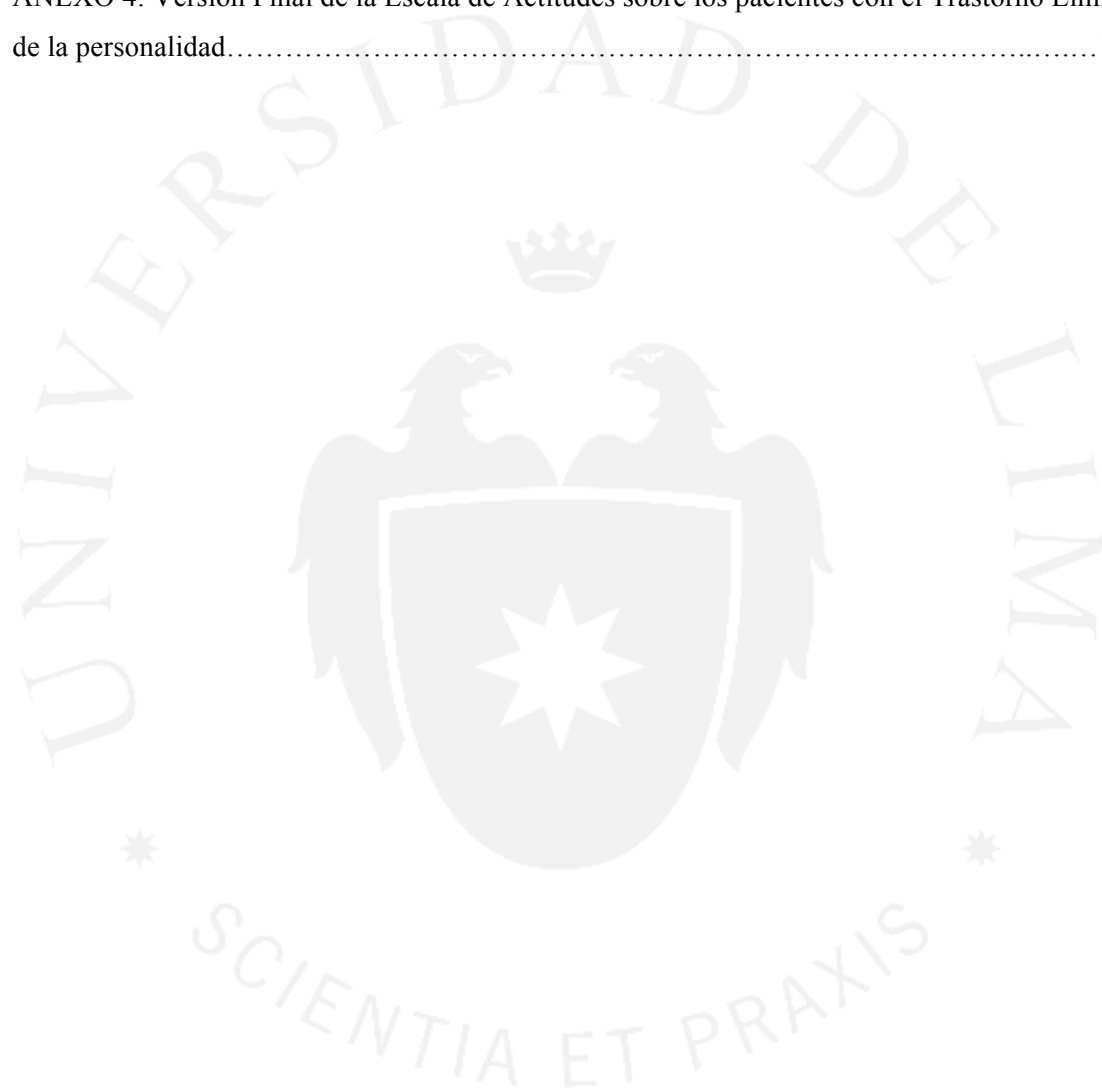 ANEXO 4: Versión Final de la Escala de Actitudes sobre los pacientes con el Trastorno
de la personalidad……………………………………………………………………….……
UNIVERSIDAD DE LIMA
SCIENTIA ET PRAXIS